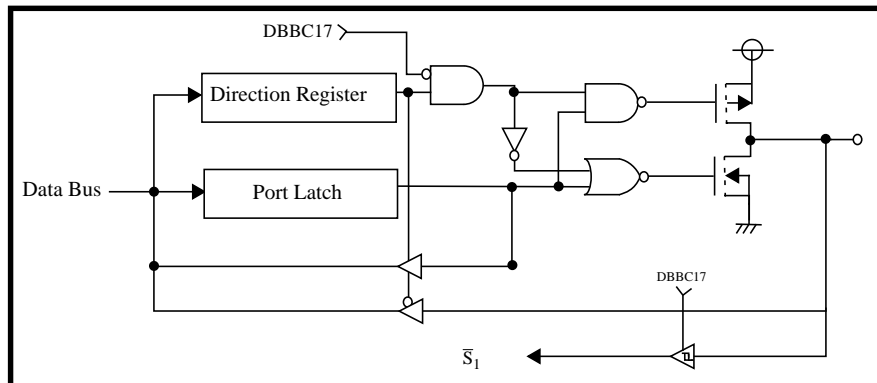 DBBC17
Direction Register
Data Bus
Port Latch
DBBC17
S̅1